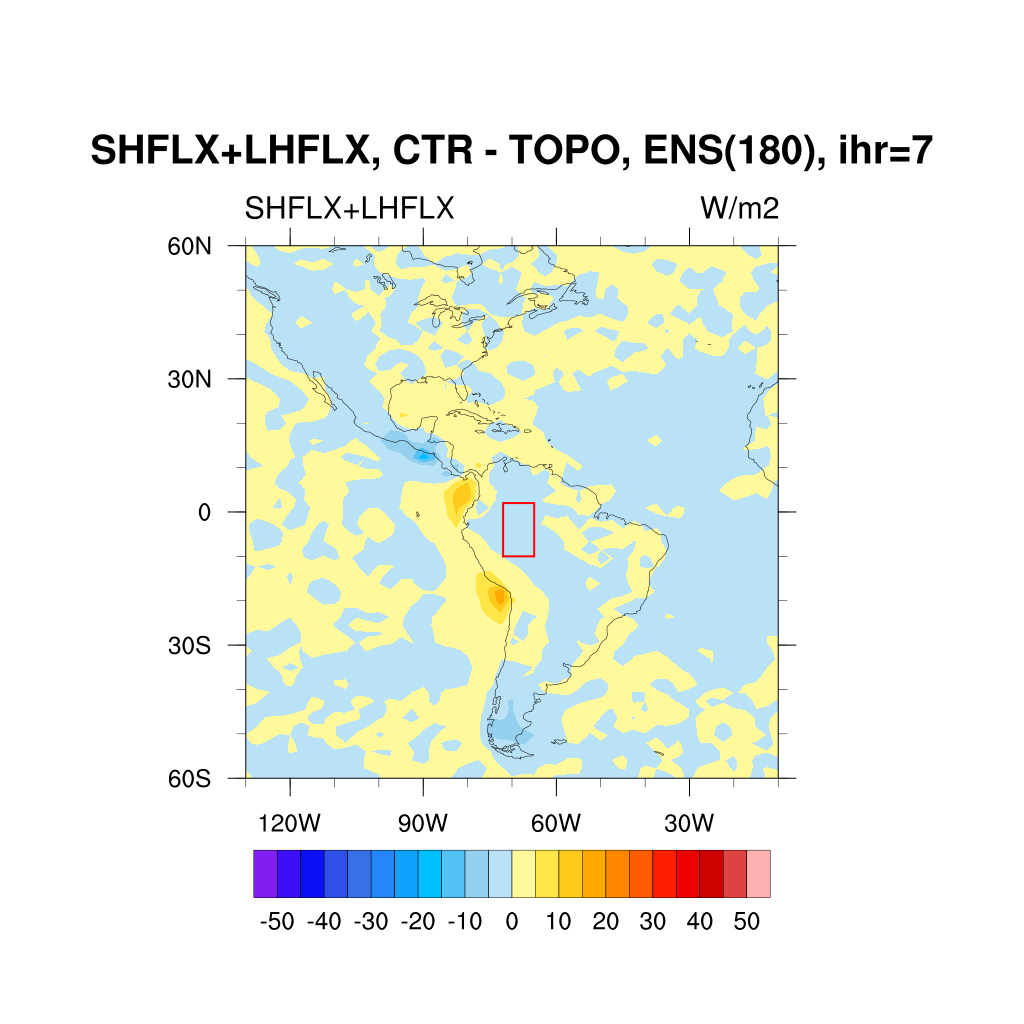 SHFLX+LHFLX, CTR - TOPO, ENS(180), ihr=7
SHFLX+LHFLX W/m2
60N
30N
0
30S
60S
120W 90W 60W 30W
-50 -40 -30 -20 -10 0 10 20 30 40 50